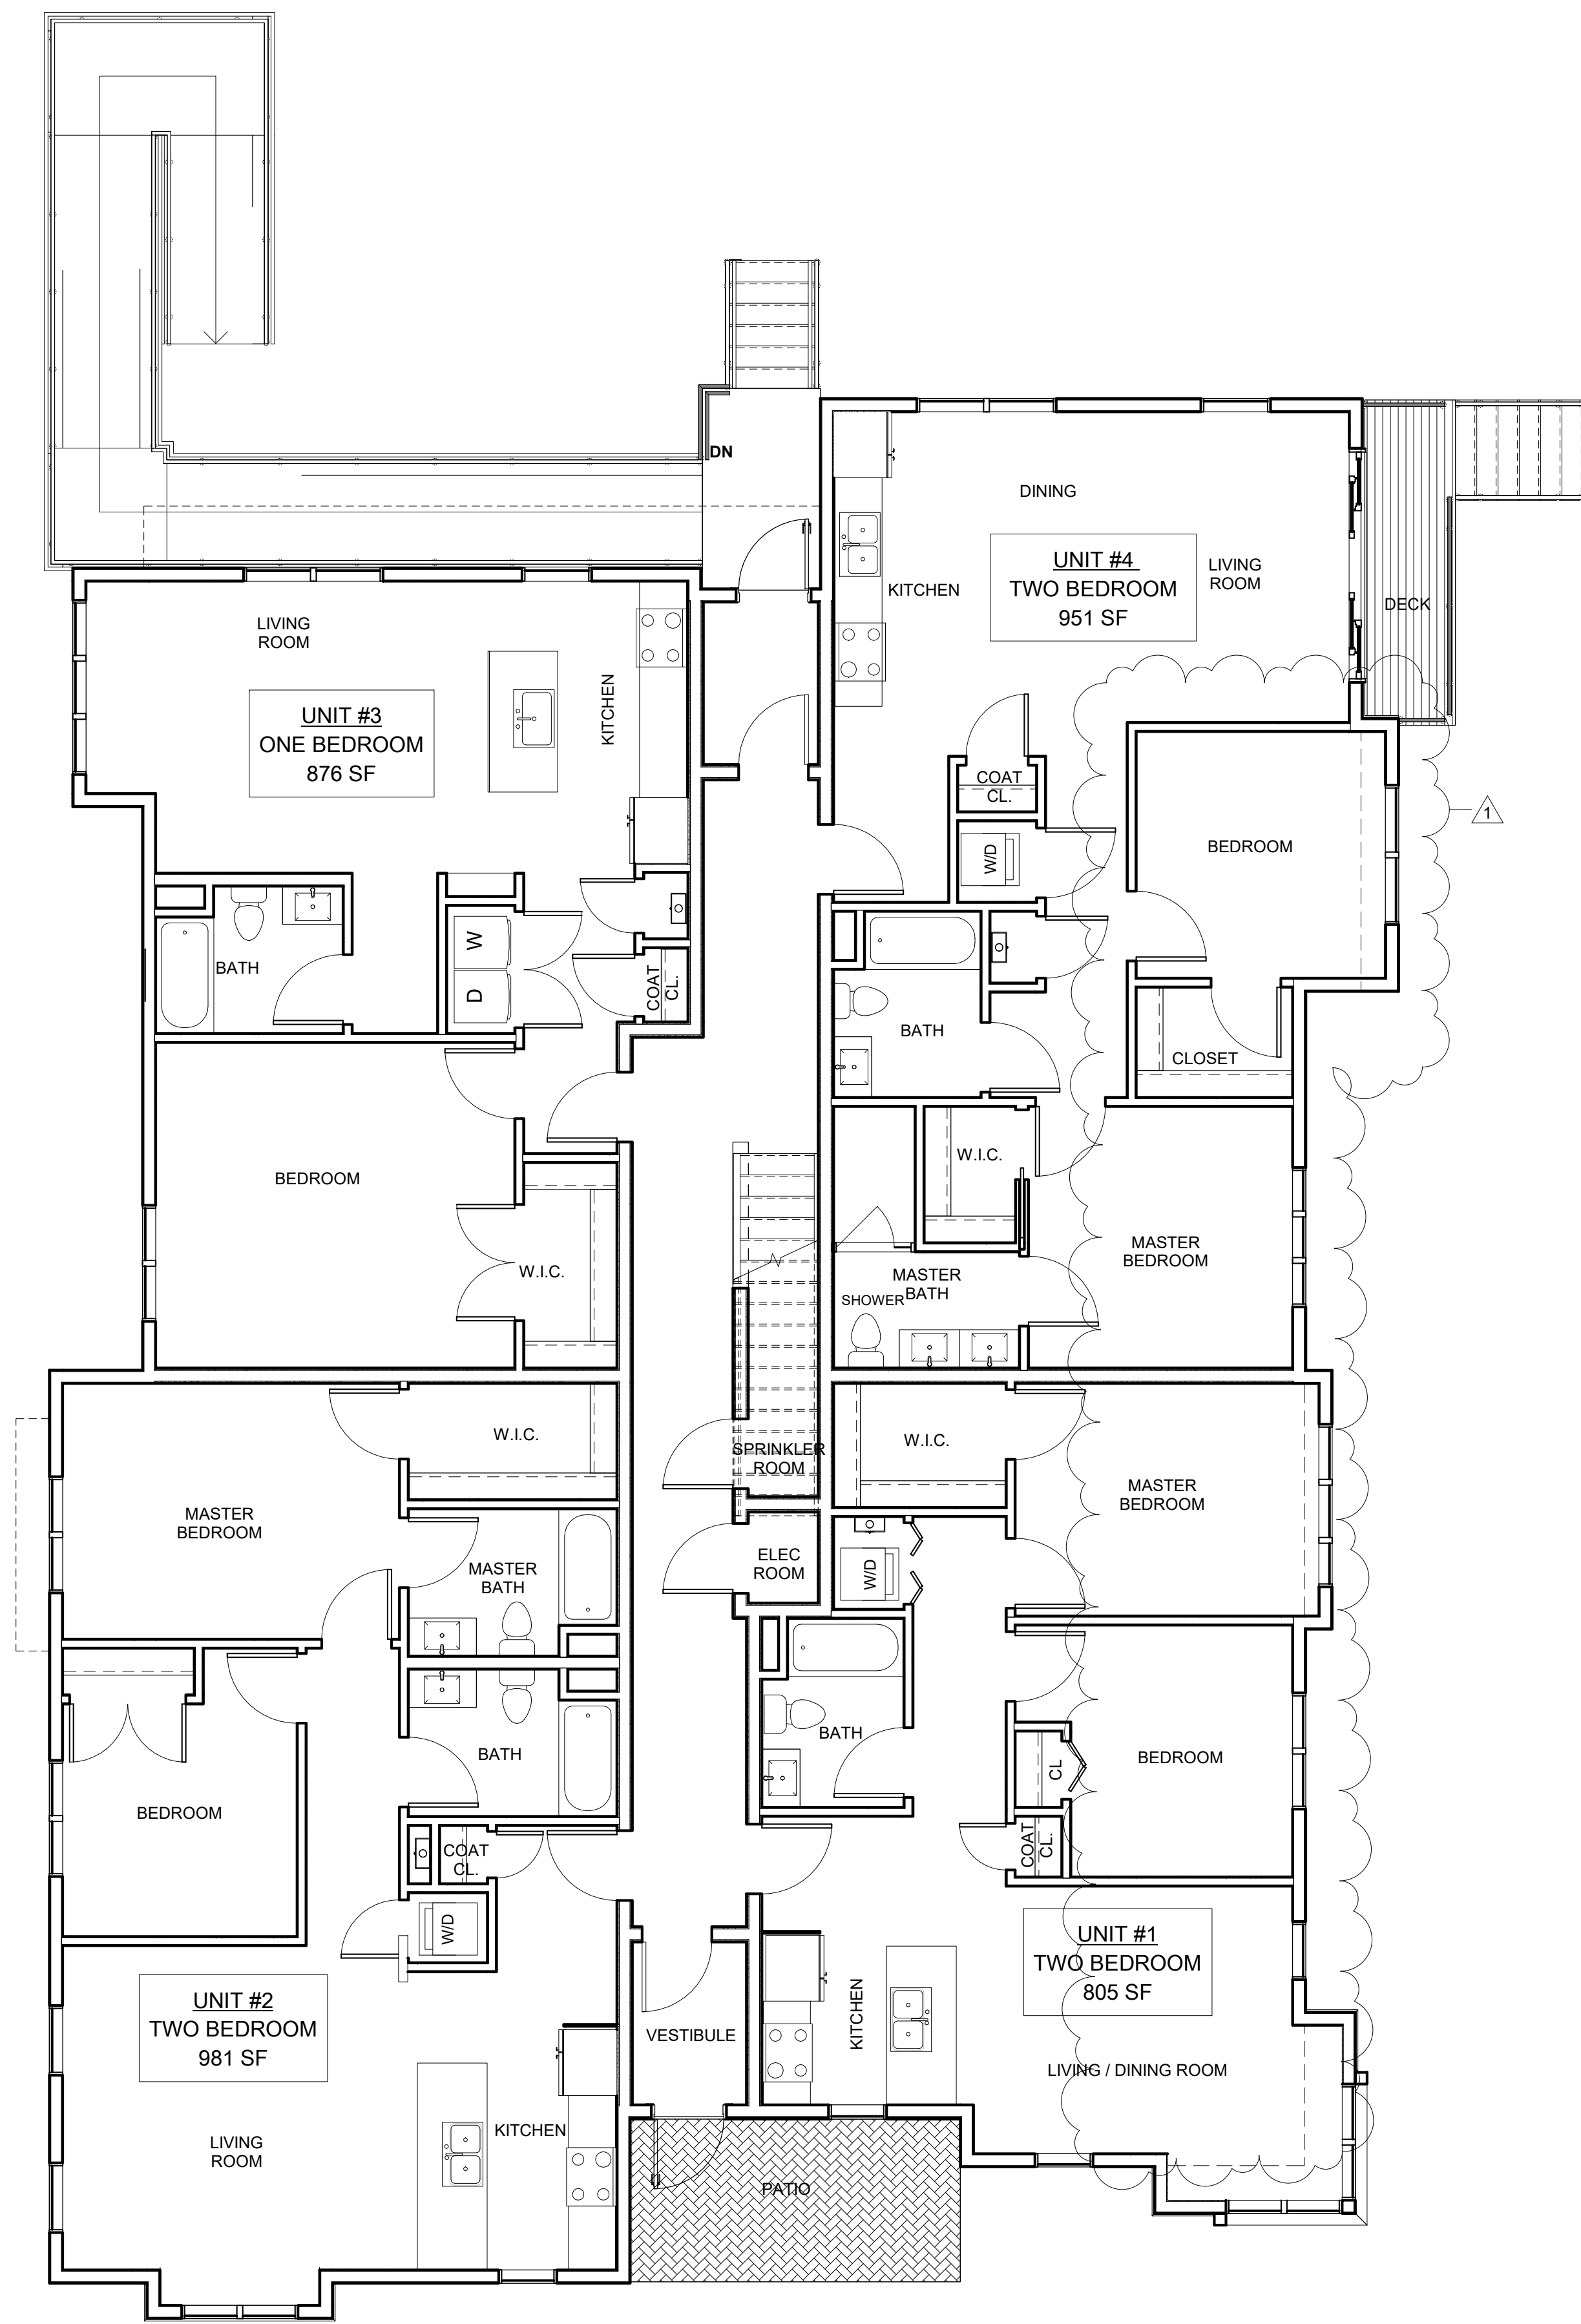 DN
DINING
UNIT #4
TWO BEDROOM
951 SF
LIVING
ROOM
KITCHEN
DECK
LIVING
ROOM
KITCHEN
UNIT #3
ONE BEDROOM
876 SF
COAT
CL.
W/D
BEDROOM
1
W
D
BATH
COAT
CL.
BATH
CLOSET
BEDROOM
W.I.C.
W.I.C.
MASTER
BEDROOM
MASTER
BATH
SHOWER
W.I.C.
SPRINKLER
ROOM
W.I.C.
MASTER
BEDROOM
MASTER
BEDROOM
MASTER
BATH
ELEC
ROOM
W/D
BATH
BATH
BEDROOM
CL
BEDROOM
COAT
CL.
COAT
CL.
W/D
UNIT #1
TWO BEDROOM
805 SF
KITCHEN
UNIT #2
TWO BEDROOM
981 SF
VESTIBULE
LIVING / DINING ROOM
KITCHEN
LIVING
ROOM
PATIO